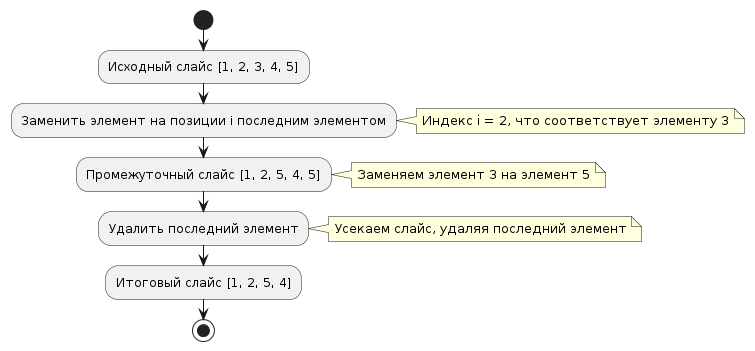 Исходный слайс [1, 2, 3, 4, 5]
Заменить элемент на позиции i последним элементом
Индекс i = 2, что соответствует элементу 3
Промежуточный слайс [1, 2, 5, 4, 5]
Заменяем элемент 3 на элемент 5
Удалить последний элемент
Усекаем слайс, удаляя последний элемент
Итоговый слайс [1, 2, 5, 4]